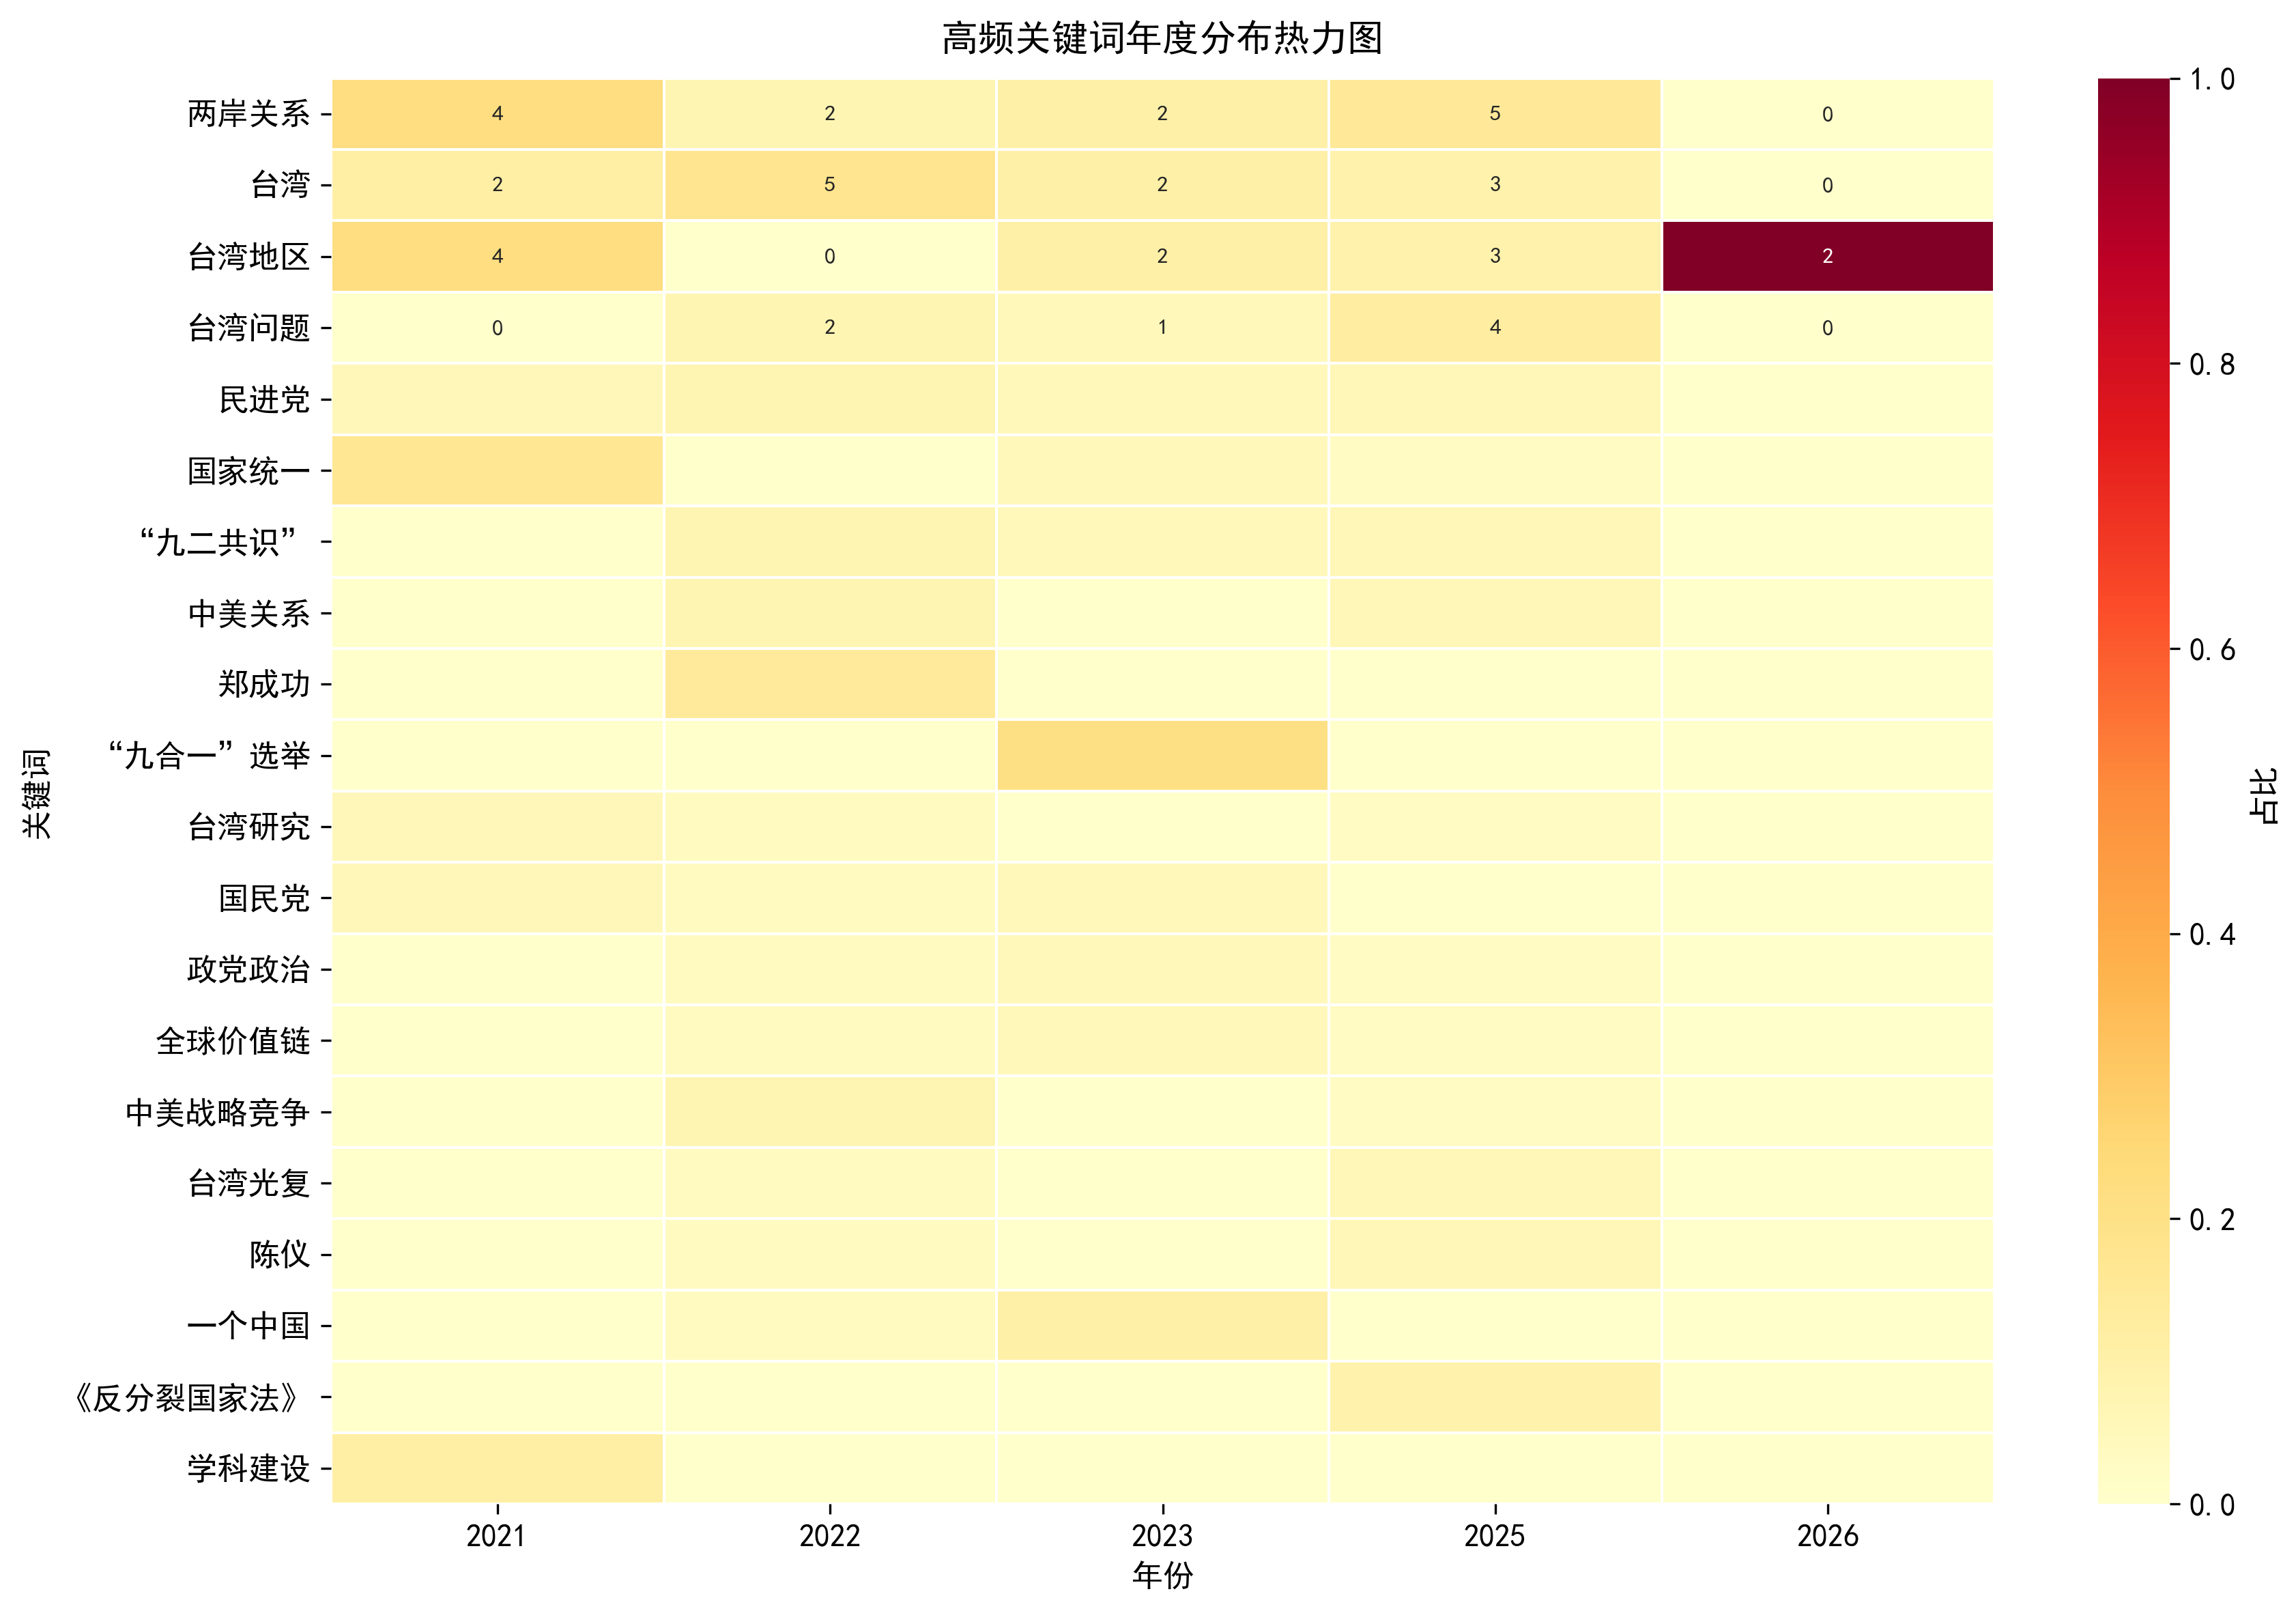 高频关键词年度分布热力图
关键词
两岸关系 4 2 2 5 0
台湾 2 5 2 3 0
台湾地区 4 0 2 3 2
台湾问题 0 2 1 4 0
民进党
国家统一
“九二共识”
中美关系
郑成功
“九合一”选举
台湾研究
国民党
政党政治
全球价值链
中美战略竞争
台湾光复
陈仪
一个中国
《反分裂国家法》
学科建设
2021 2022 2023 2025 2026
年份
1.0
0.8
0.6
0.4
0.2
0.0
占比